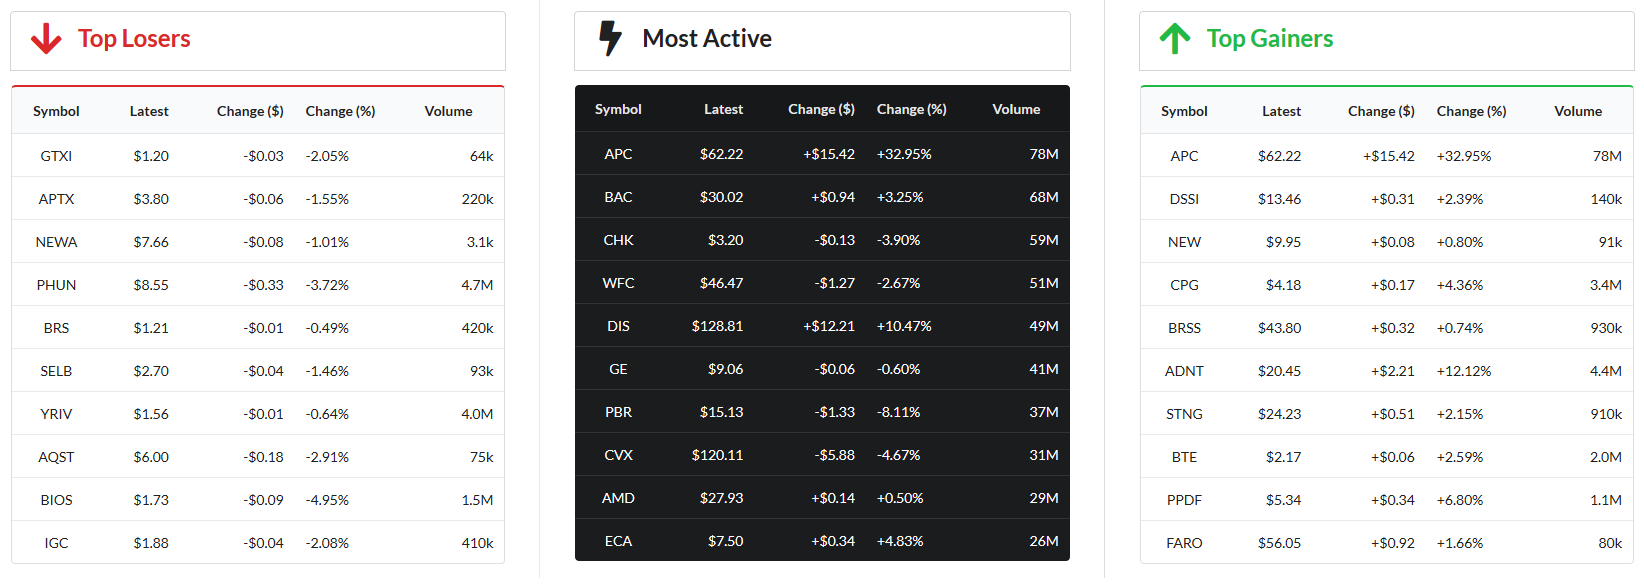 Top Losers
Symbol Latest Change ($) Change (%) Volume
GTXI $1.20 -$0.03 -2.05% 64k
APTX $3.80 -$0.06 -1.55% 220k
NEWA $7.66 -$0.08 -1.01% 3.1k
PHUN $8.55 -$0.33 -3.72% 4.7M
BRS $1.21 -$0.01 -0.49% 420k
SELB $2.70 -$0.04 -1.46% 93k
YRIV $1.56 -$0.01 -0.64% 4.0M
AQST $6.00 -$0.18 -2.91% 75k
BIOS $1.73 -$0.09 -4.95% 1.5M
IGC $1.88 -$0.04 -2.08% 410k
Most Active
Symbol Latest Change ($) Change (%) Volume
APC $62.22 +$15.42 +32.95% 78M
BAC $30.02 +$0.94 +3.25% 68M
CHK $3.20 -$0.13 -3.90% 59M
WFC $46.47 -$1.27 -2.67% 51M
DIS $128.81 +$12.21 +10.47% 49M
GE $9.06 -$0.06 -0.60% 41M
PBR $15.13 -$1.33 -8.11% 37M
CVX $120.11 -$5.88 -4.67% 31M
AMD $27.93 +$0.14 +0.50% 29M
ECA $7.50 +$0.34 +4.83% 26M
Top Gainers
Symbol Latest Change ($) Change (%) Volume
APC $62.22 +$15.42 +32.95% 78M
DSSI $13.46 +$0.31 +2.39% 140k
NEW $9.95 +$0.08 +0.80% 91k
CPG $4.18 +$0.17 +4.36% 3.4M
BRSS $43.80 +$0.32 +0.74% 930k
ADNT $20.45 +$2.21 +12.12% 4.4M
STNG $24.23 +$0.51 +2.15% 910k
BTE $2.17 +$0.06 +2.59% 2.0M
PPDF $5.34 +$0.34 +6.80% 1.1M
FARO $56.05 +$0.92 +1.66% 80k